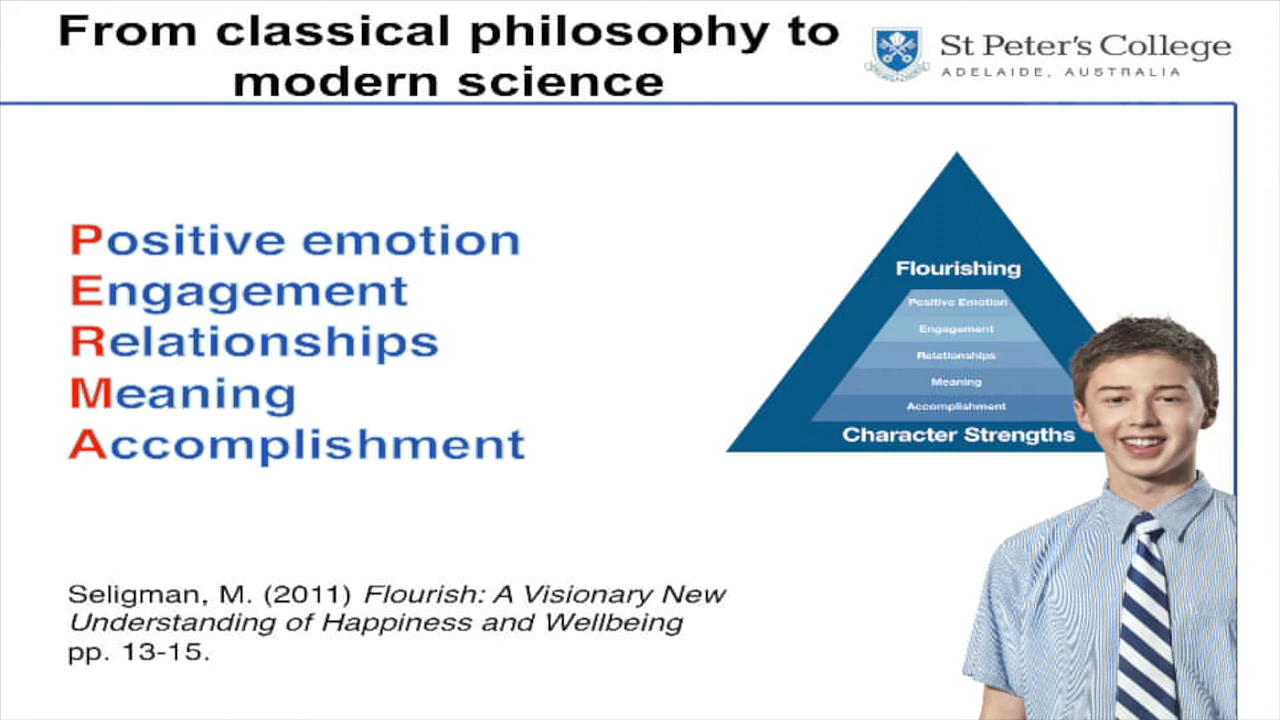 From classical philosophy to
modern science
St Peter's College
ADELAIDE, AUSTRALIA
Positive emotion
Engagement
Relationships
Meaning
Accomplishment
Flourishing
Positive Emotion
Engagement
Relationships
Meaning
Accomplishment
Character Strengths
Seligman, M. (2011) Flourish: A Visionary New
Understanding of Happiness and Wellbeing
pp. 13-15.